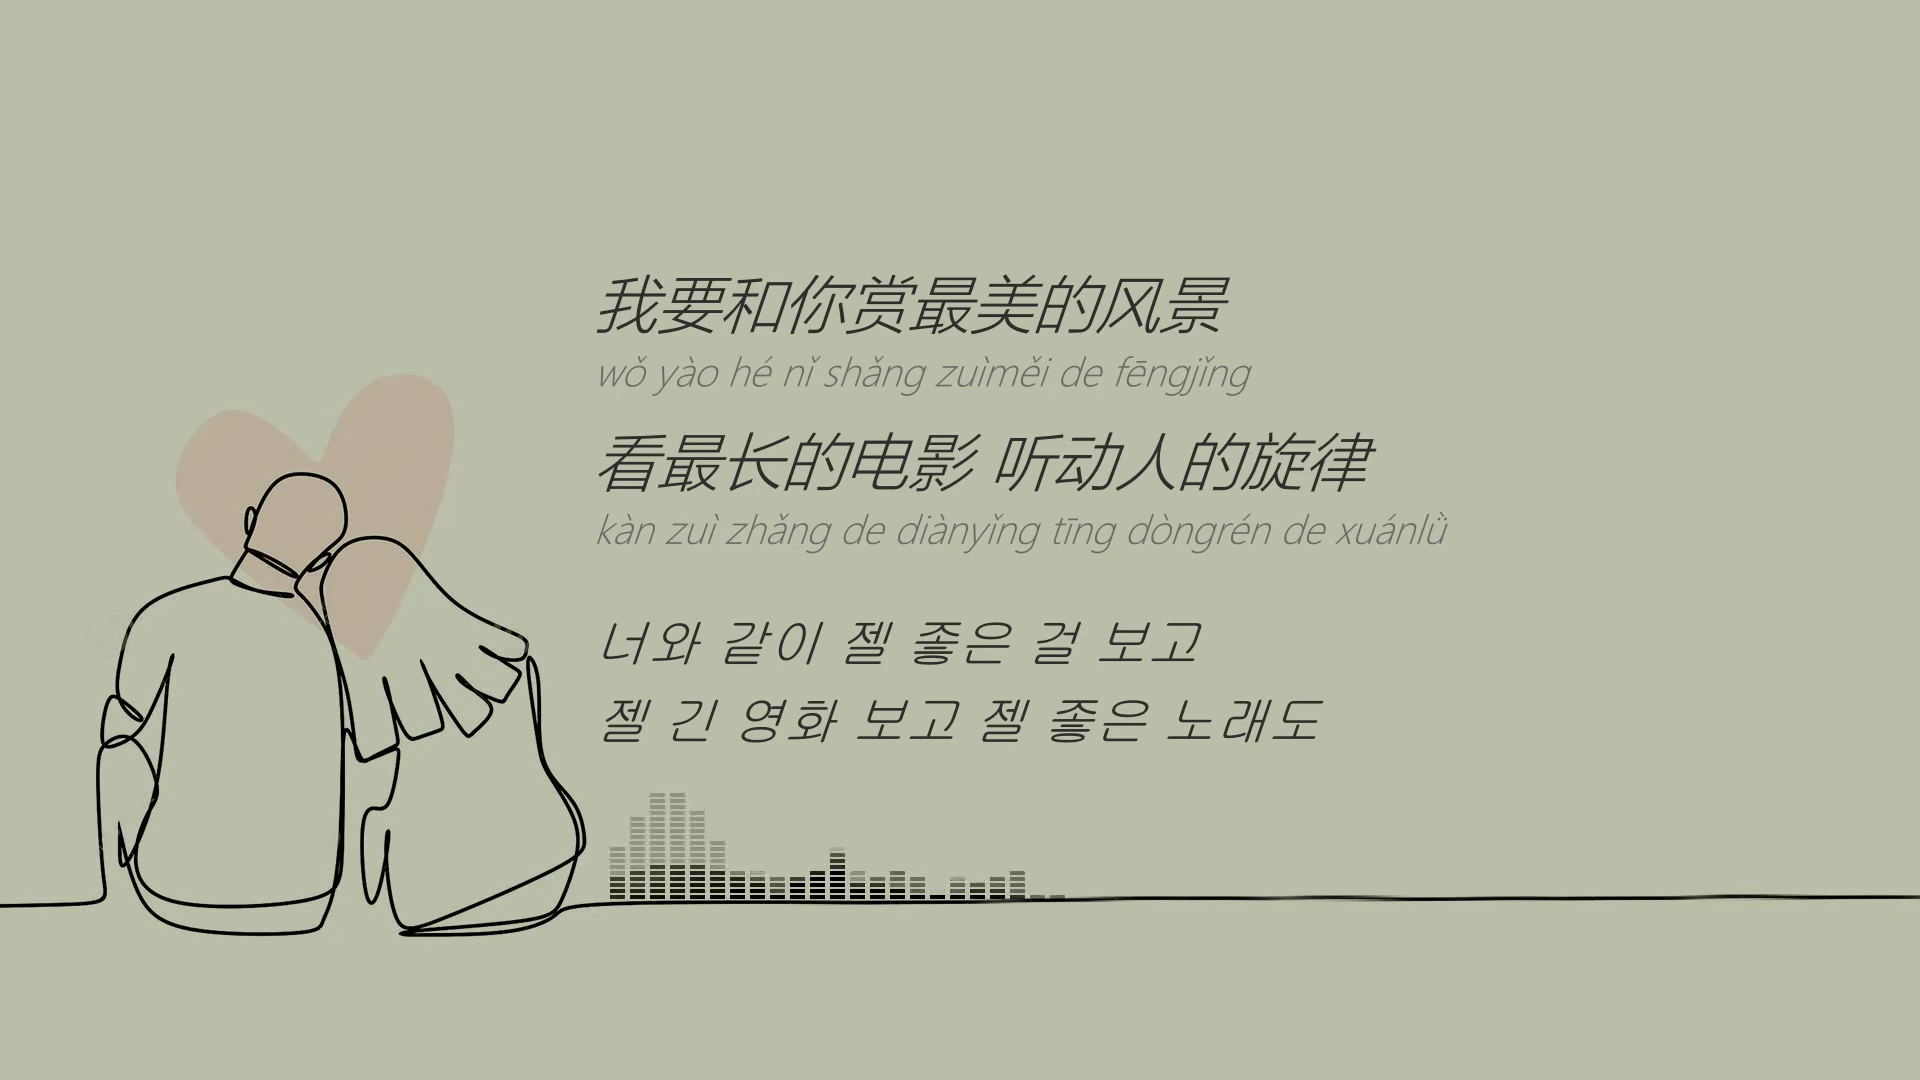 我要和你赏最美的风景
wǒ yào hé nǐ shǎng zuìměi de fēngjǐng
看最长的电影 听动人的旋律
kàn zuì zhǎng de diànyǐng tīng dòngrén de xuánlǜ
너와 같이 젤 좋은 걸 보고
젤 긴 영화 보고 젤 좋은 노래도